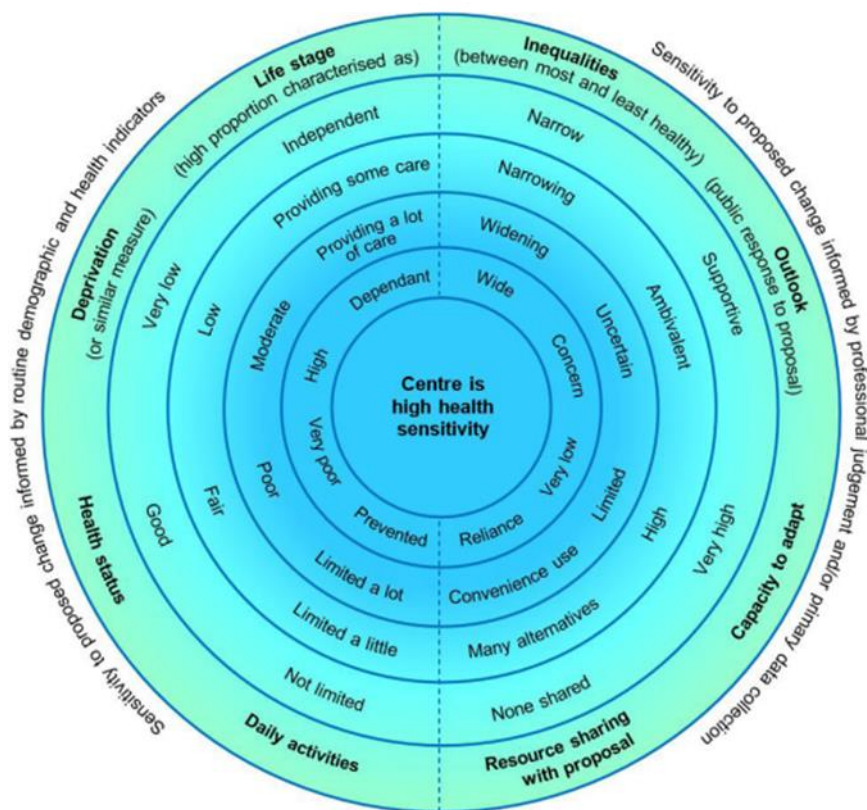 Sensitivity to proposed change informed by routine demographic and health indicators
Sensitivity to proposed change informed by professional judgement and/or primary data collection
Life stage
(high proportion characterised as)
Independent
Providing some care
Providing a lot
of care
Dependant
Inequalities
(between most and least healthy)
Narrow
Narrowing
Widening
Wide
Outlook
(public response to proposal)
Supportive
Ambivalent
Uncertain
Concern
Capacity to adapt
Very high
High
Limited
Very low
Resource sharing
with proposal
None shared
Many alternatives
Convenience use
Reliance
Daily activities
Not limited
Limited a little
Limited a lot
Prevented
Health status
Good
Fair
Poor
Very poor
Deprivation
(or similar measure)
Very low
Low
Moderate
High
Centre is
high health
sensitivity